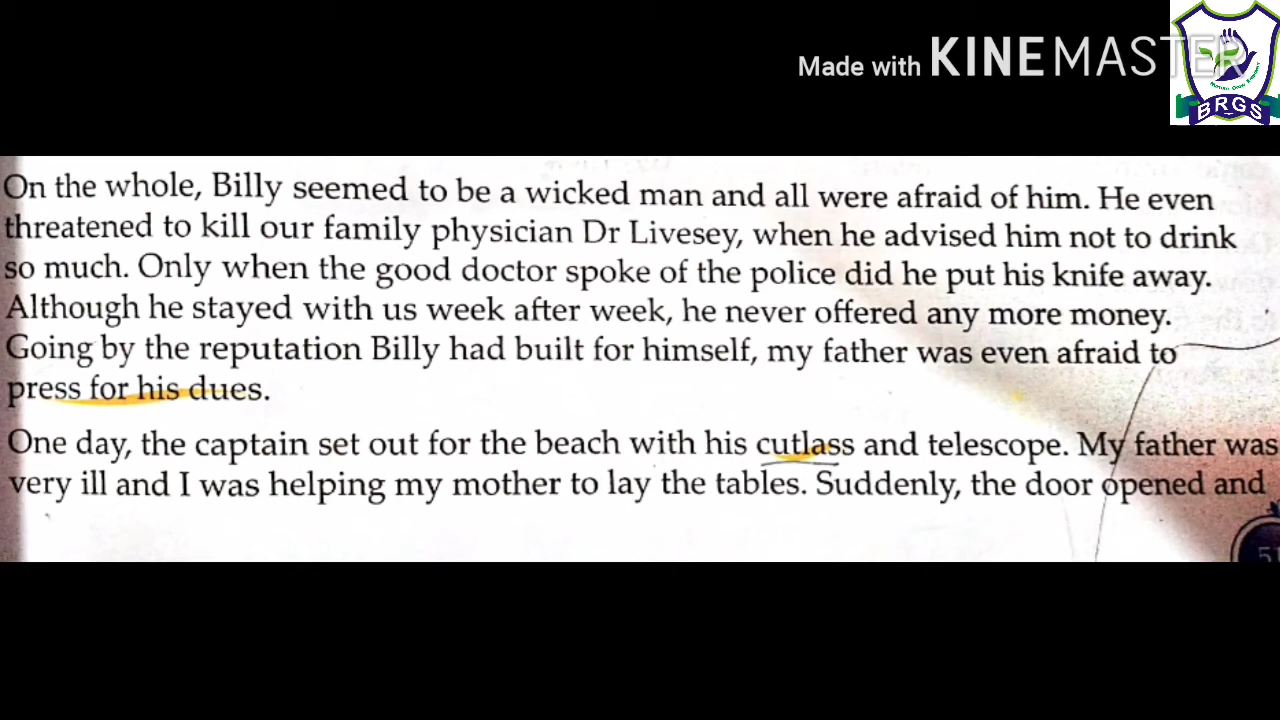 Made with KINEMASTER
BRGS
On the whole, Billy seemed to be a wicked man and all were afraid of him. He even
threatened to kill our family physician Dr Livesey, when he advised him not to drink
so much. Only when the good doctor spoke of the police did he put his knife away.
Although he stayed with us week after week, he never offered any more money.
Going by the reputation Billy had built for himself, my father was even afraid to
press for his dues.
One day, the captain set out for the beach with his cutlass and telescope. My father was
very ill and I was helping my mother to lay the tables. Suddenly, the door opened and
51